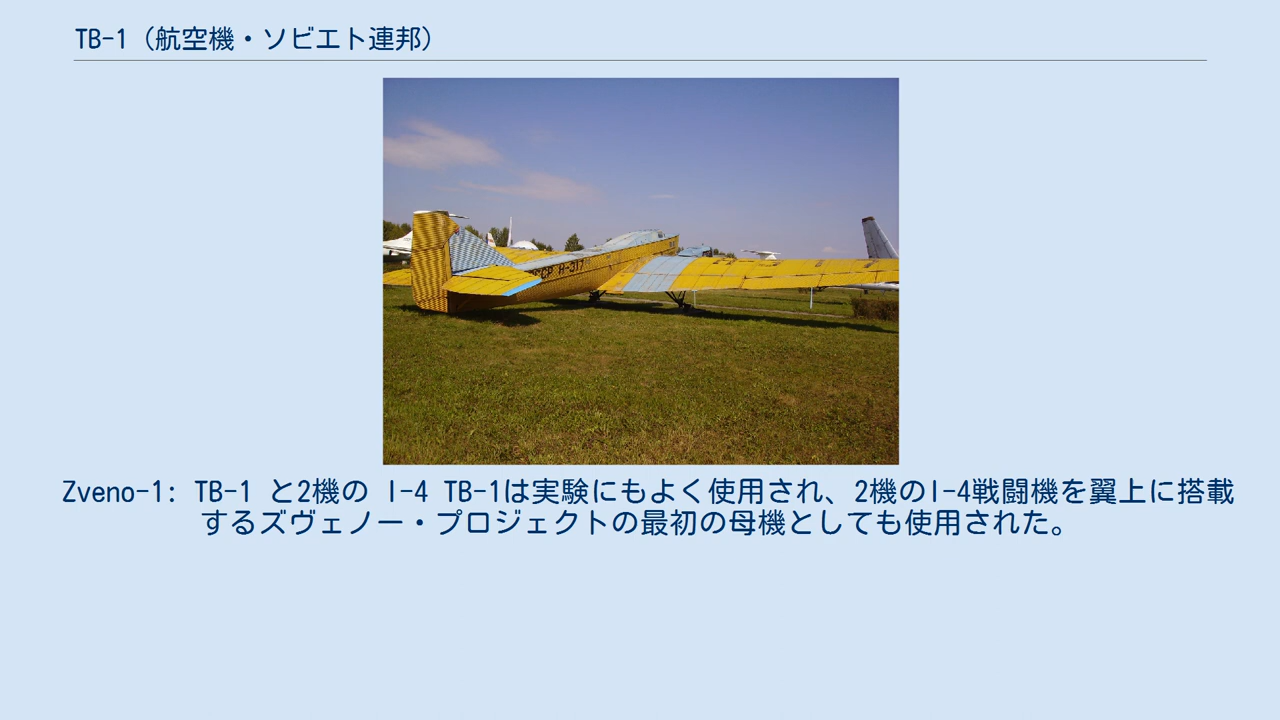 TB-1（航空機・ソビエト連邦）
CCP Н-317
Zveno-1: TB-1 と2機の I-4 TB-1は実験にもよく使用され、2機のI-4戦闘機を翼上に搭載
するズヴェノー・プロジェクトの最初の母機としても使用された。